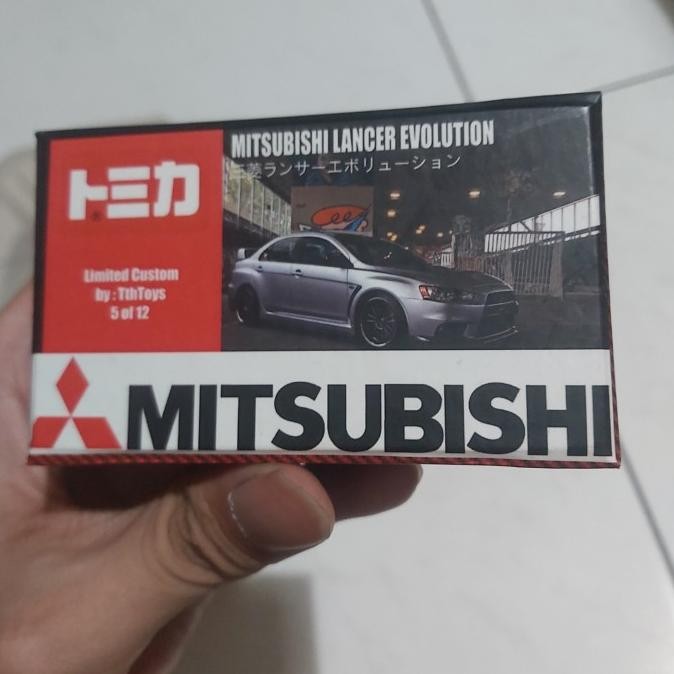 トミカ
®
Limited Custom
by : TthToys
5 of 12
MITSUBISHI LANCER EVOLUTION
三菱ランサーエボリューション
MITSUBISHI